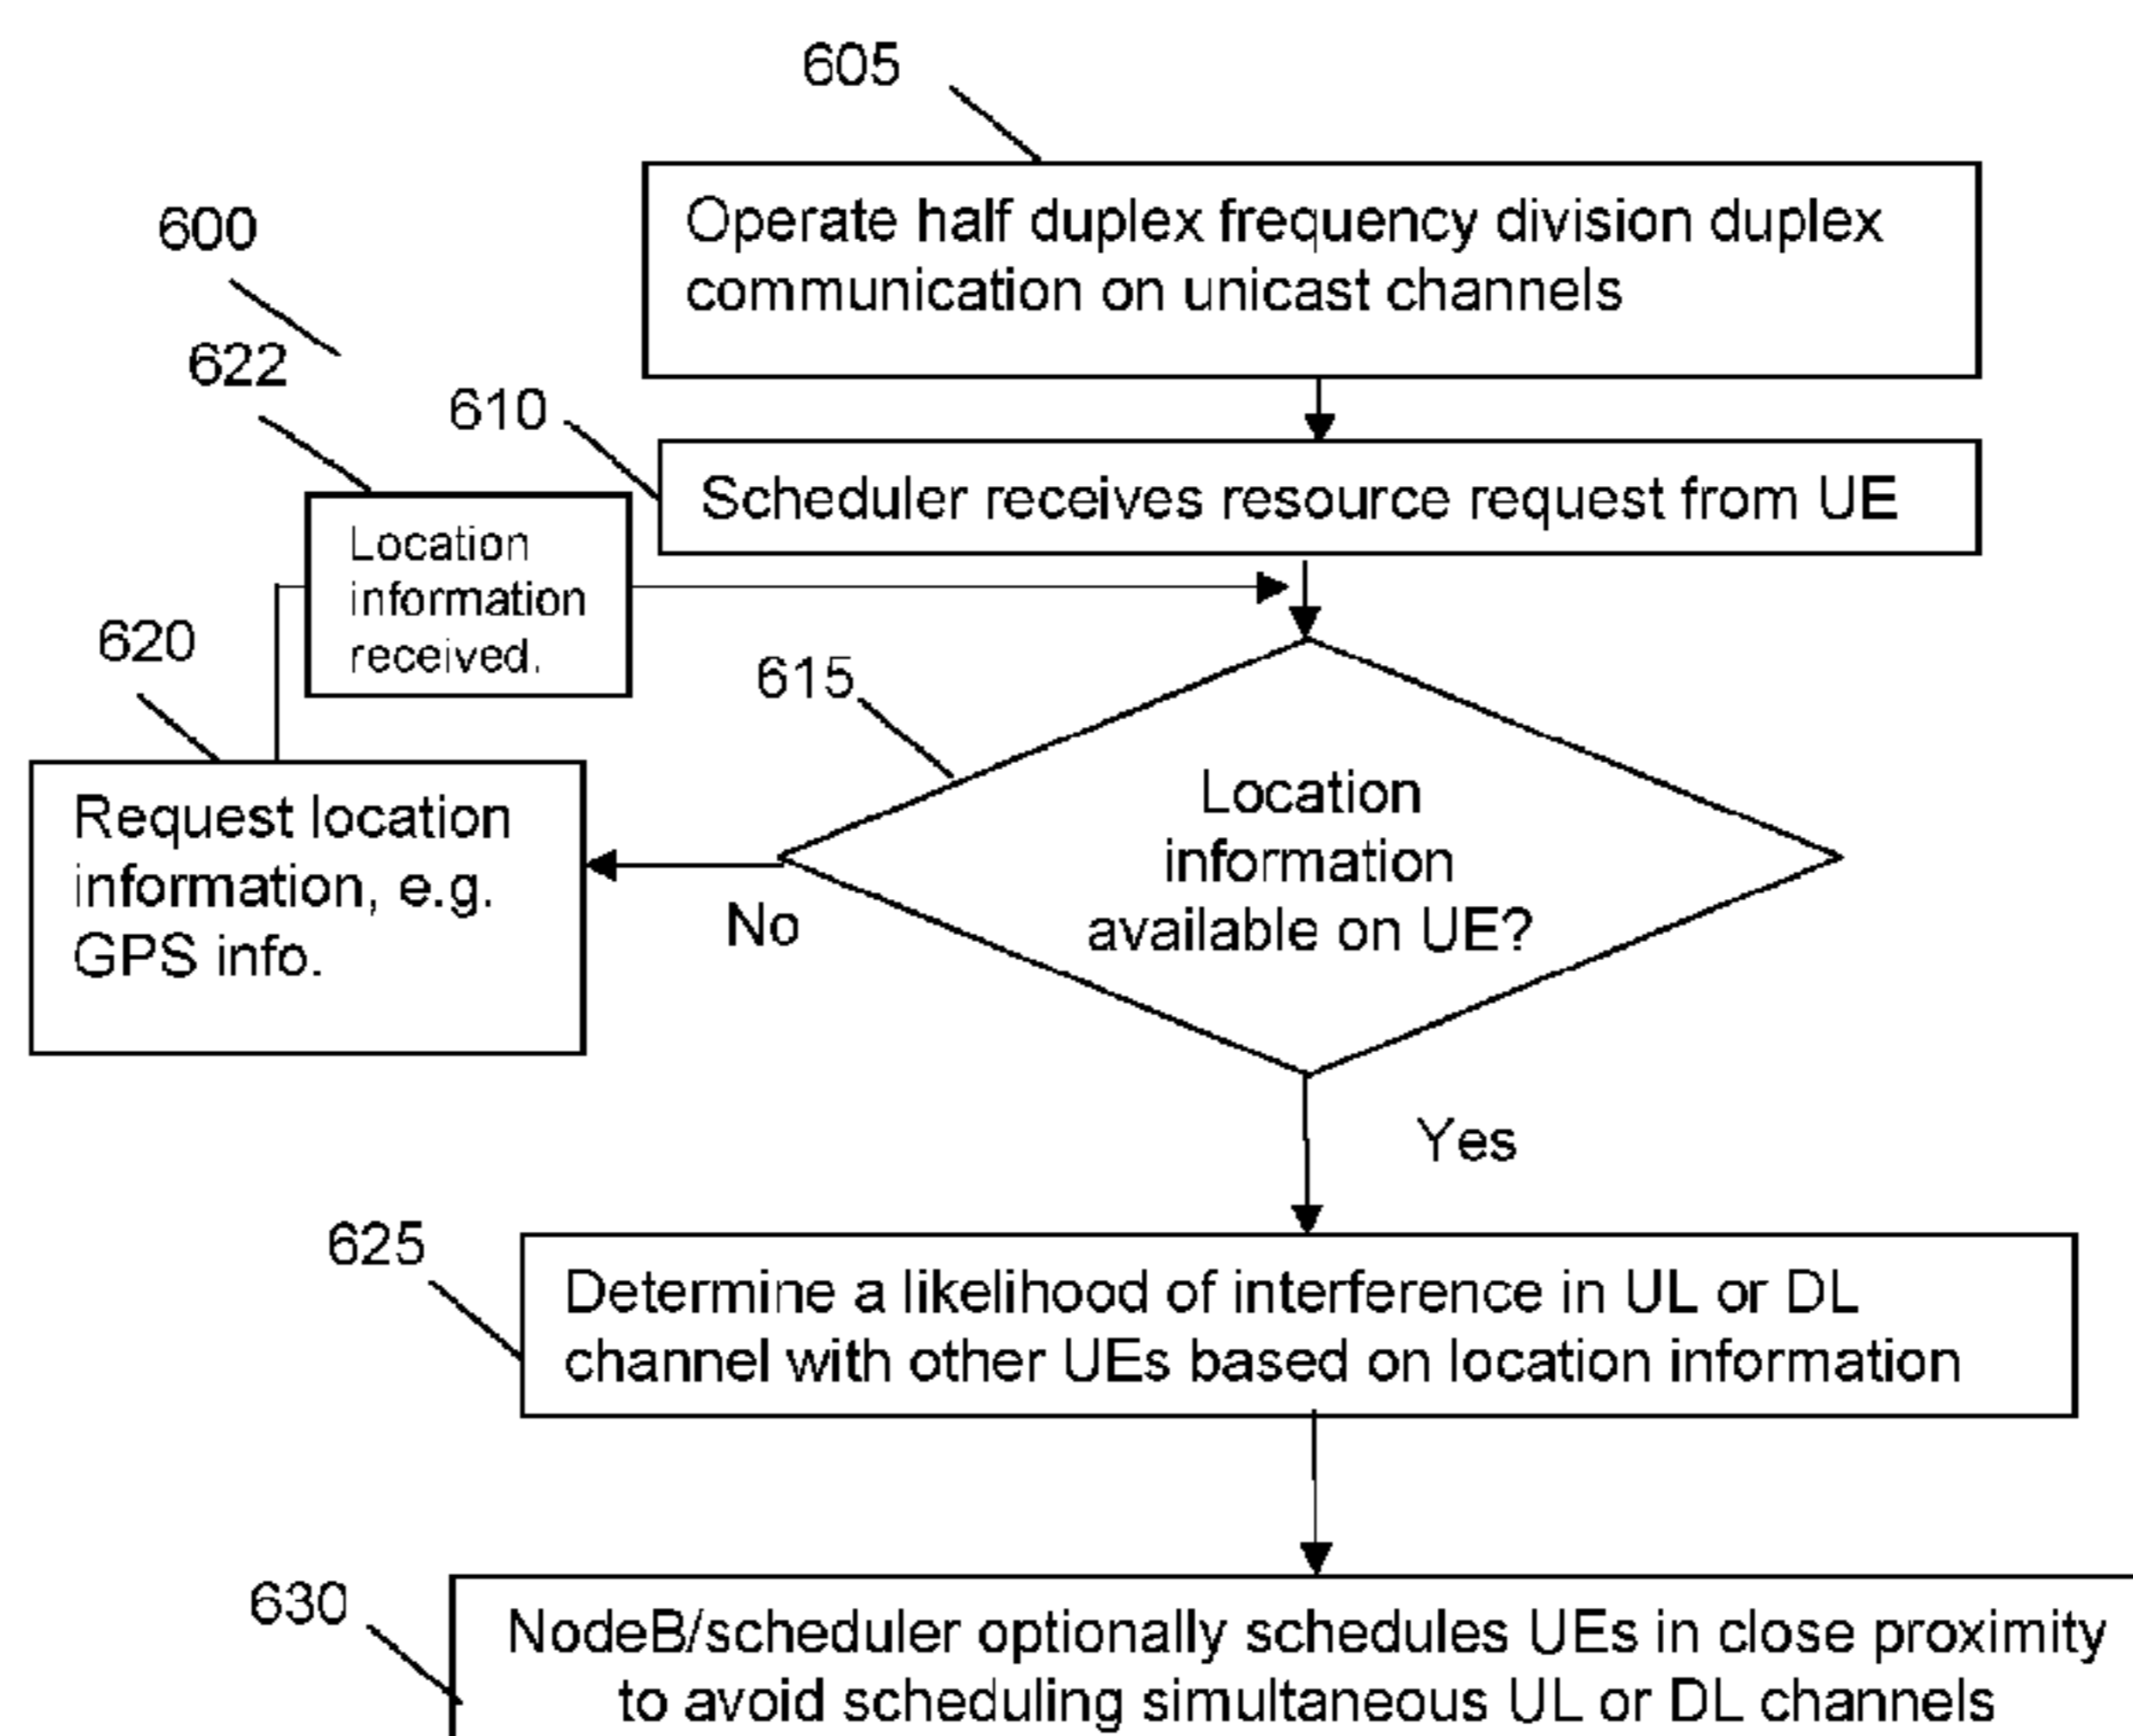 605
Operate half duplex frequency division duplex
communication on unicast channels
600
622
610
Scheduler receives resource request from UE
Location
information
received.
620
615
Location
information
available on UE?
Request location
information, e.g.
GPS info.
No
Yes
625
Determine a likelihood of interference in UL or DL
channel with other UEs based on location information
630
NodeB/scheduler optionally schedules UEs in close proximity
to avoid scheduling simultaneous UL or DL channels